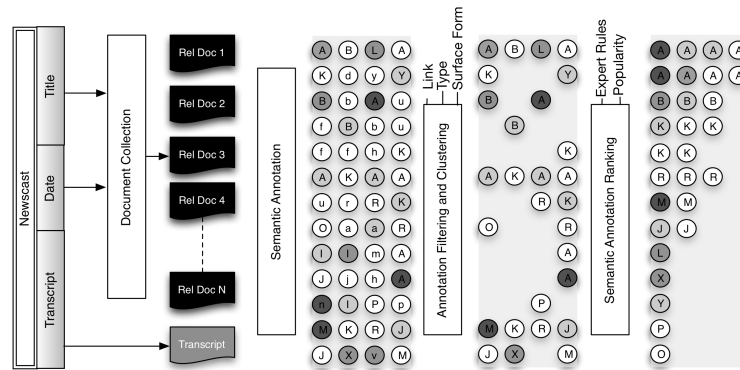 Newscast
Title
Date
Transcript
Document Collection
Rel Doc 1
Rel Doc 2
Rel Doc 3
Rel Doc 4
Rel Doc N
Transcript
Semantic Annotation
A B L A
K d y Y
B b A u
f B b u
f f h K
A K A A
u r R K
O a a R
I I m A
J j h A
n I P p
M K R J
J X v M
Link
Type
Surface Form
Annotation Filtering and Clustering
A B L A
K Y
B A
B
K
A K A A
R K
O R
A
A
P
M K R J
J X M
Expert Rules
Popularity
Semantic Annotation Ranking
A A A A
A A A A
B B B
K K K
K K
R R R
M M
J J
L
X
Y
P
O